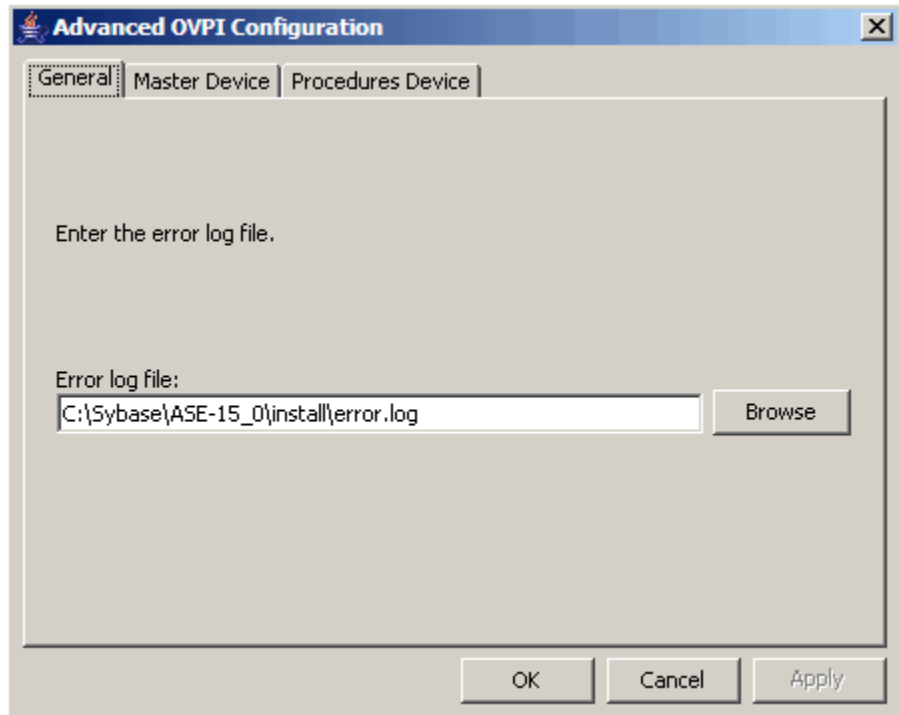 Advanced OVPI Configuration
General Master Device Procedures Device
Enter the error log file.
Error log file:
C:\Sybase\ASE-15_0\install\error.log Browse
OK Cancel Apply